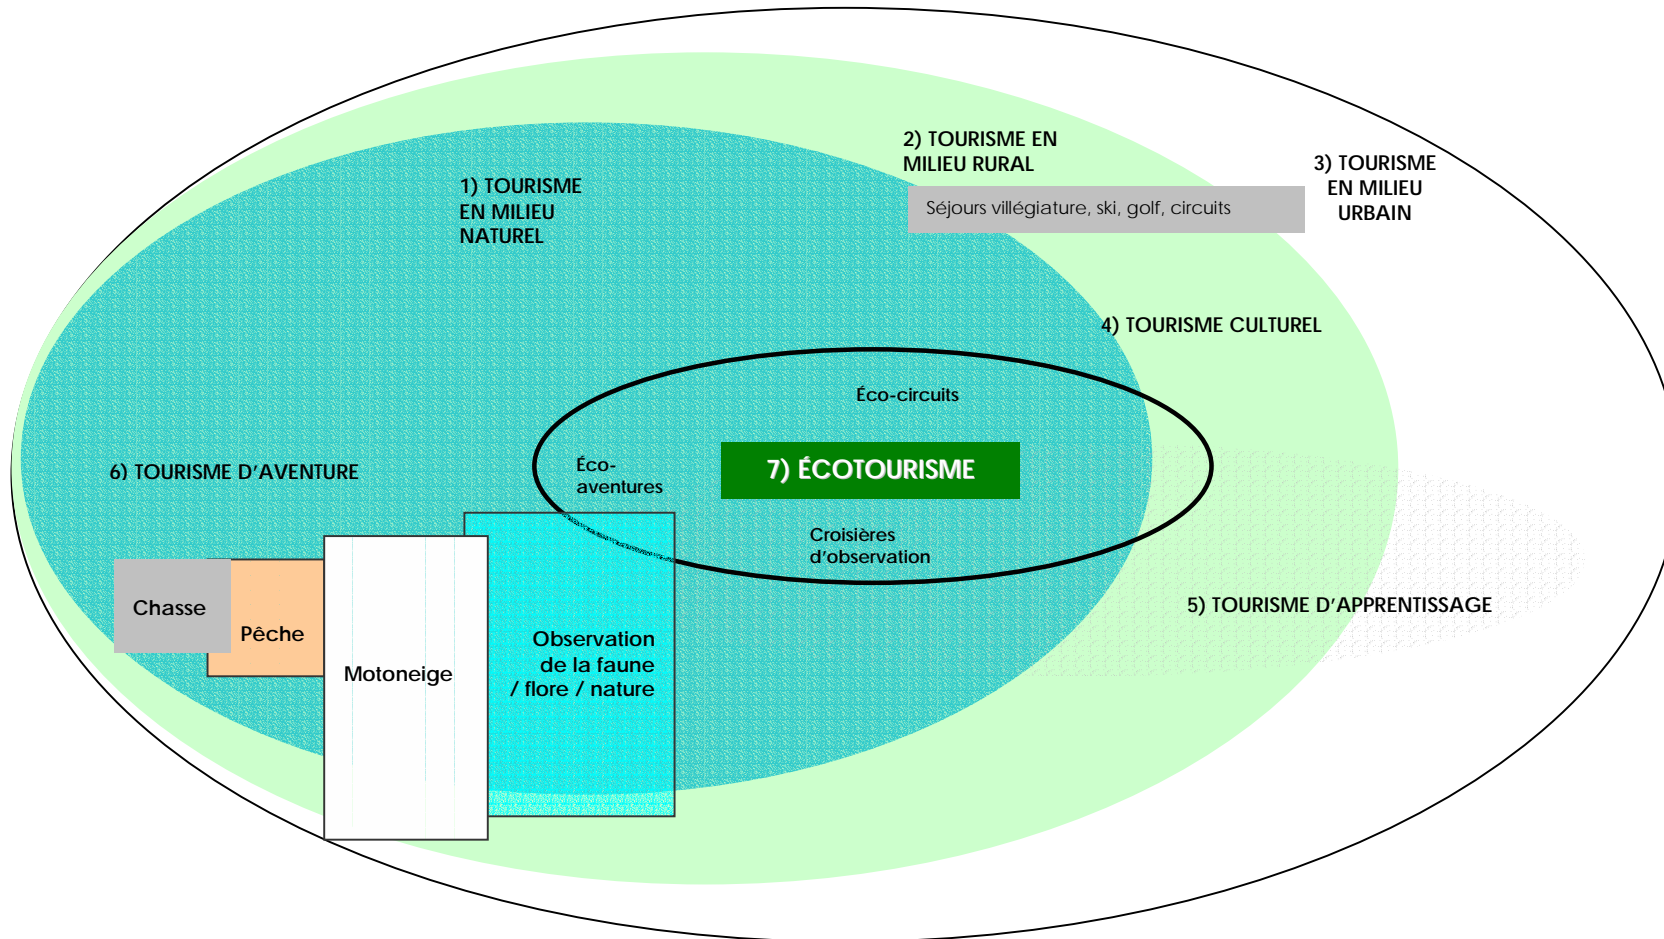 2) TOURISME EN
MILIEU RURAL
3) TOURISME
EN MILIEU
URBAIN
1) TOURISME
EN MILIEU
NATUREL
Séjours villégiature, ski, golf, circuits
4) TOURISME CULTUREL
Éco-circuits
6) TOURISME D'AVENTURE
Éco-
aventures
7) ÉCOTOURISME
Croisières
d'observation
5) TOURISME D'APPRENTISSAGE
Chasse
Pêche
Motoneige
Observation
de la faune
/ flore / nature